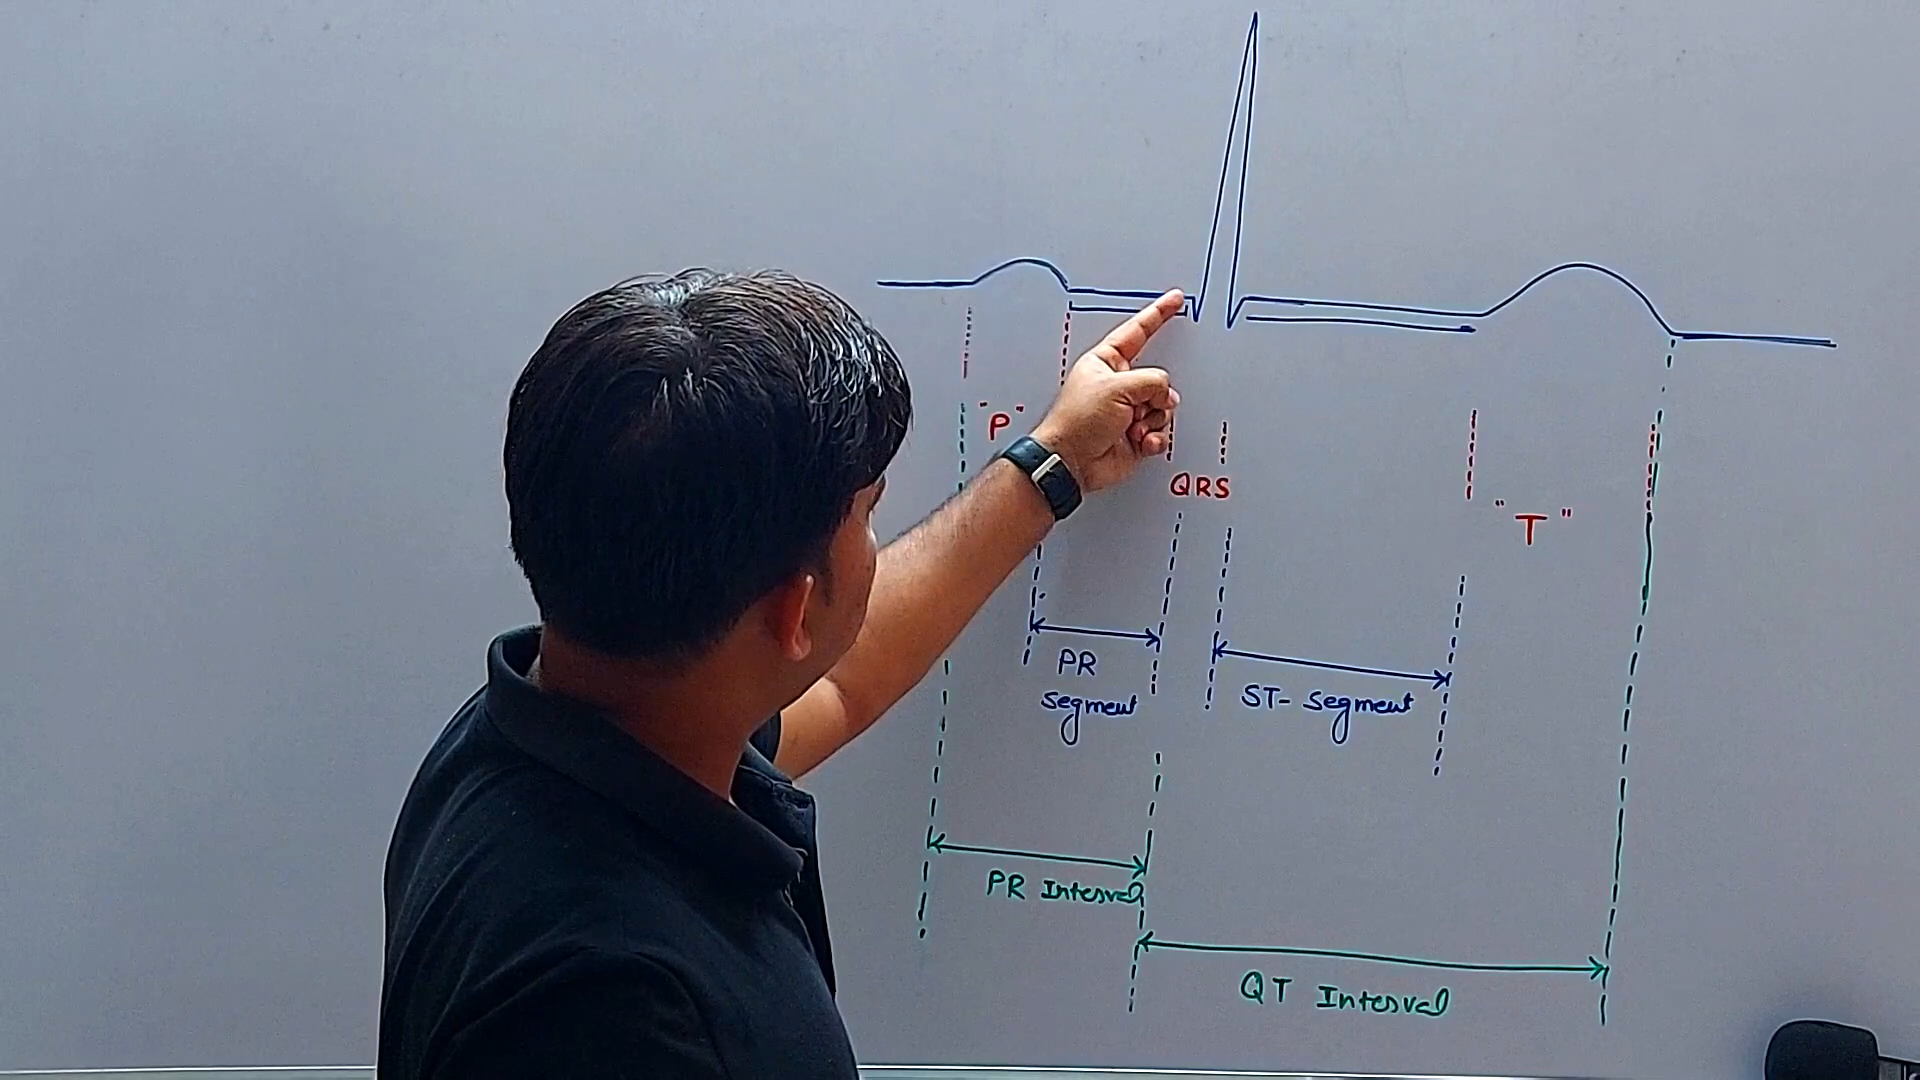 "P"
QRS
"T"
PR
segment
ST- segment
PR Interval
QT Interval